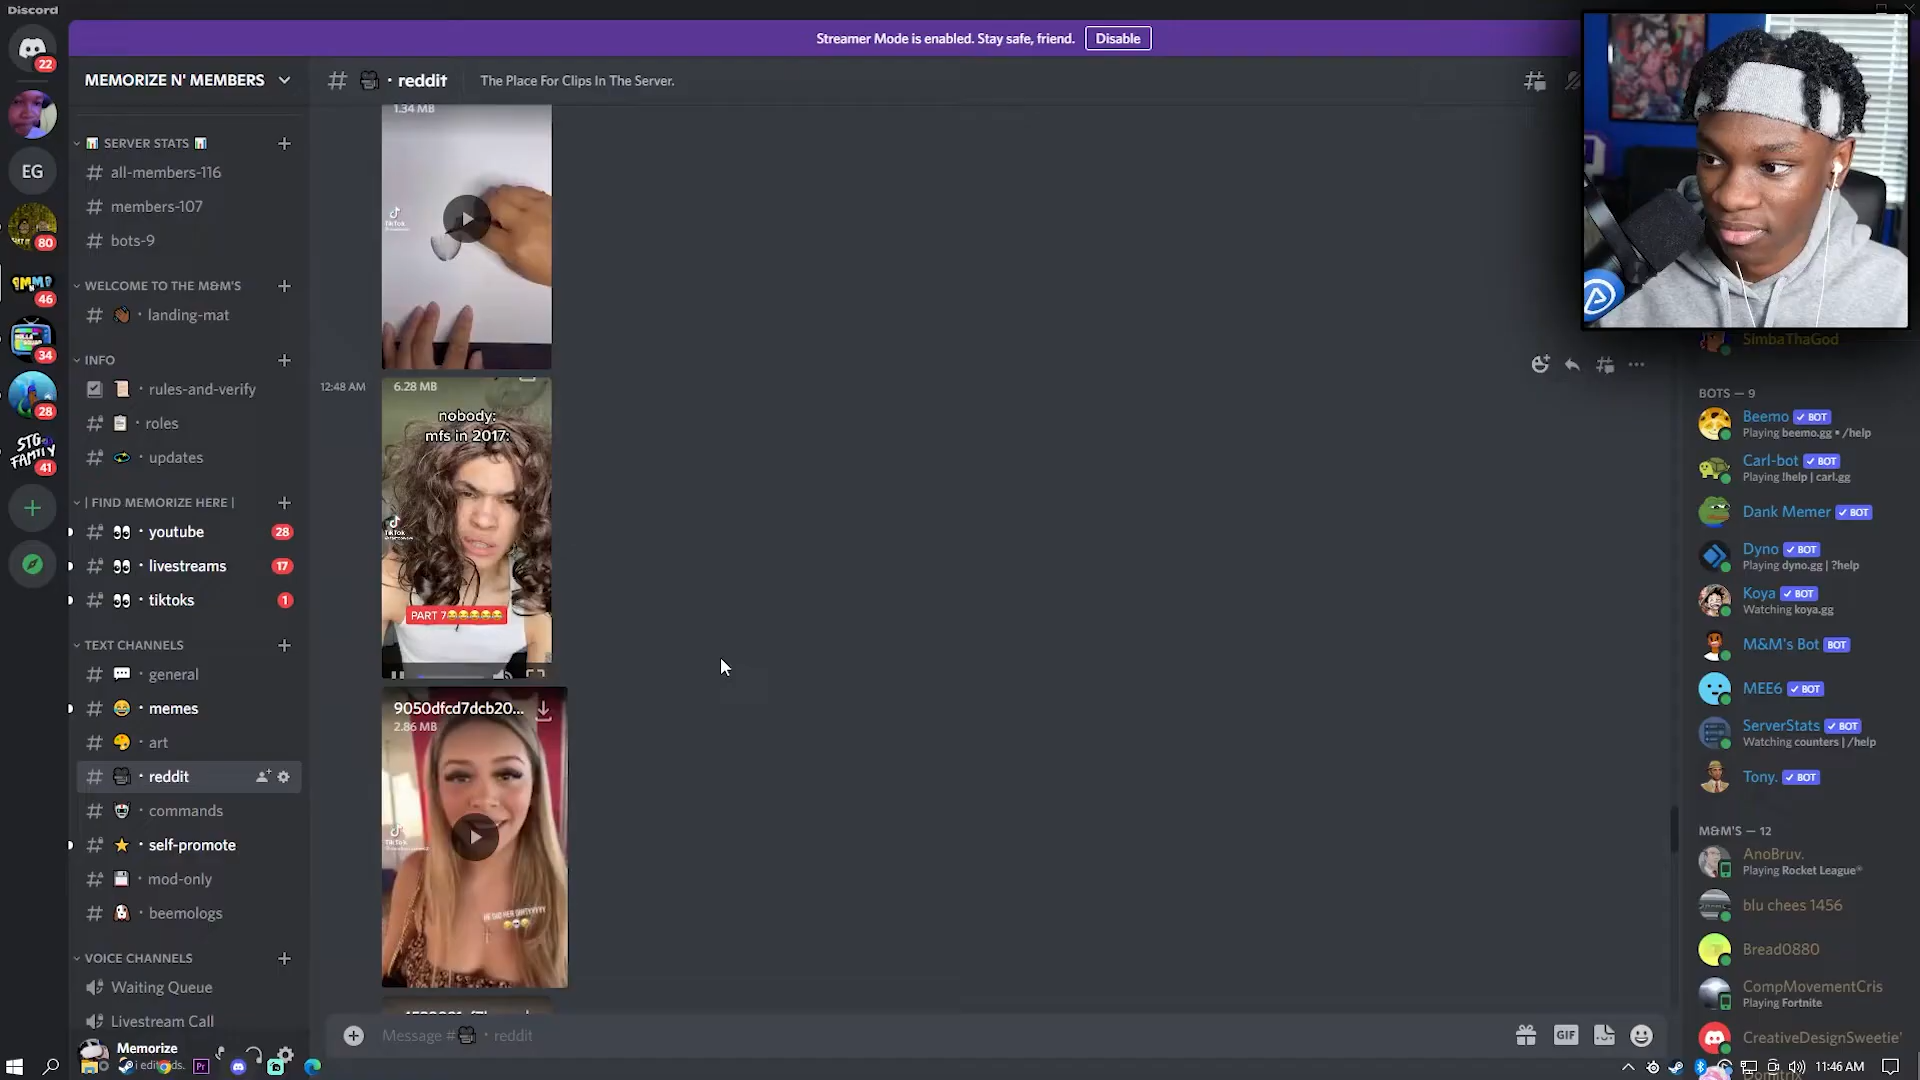 Discord
Streamer Mode is enabled. Stay safe, friend.
Disable
22
EG
80
46
34
28
STG
FAMILY
41
MEMORIZE N' MEMBERS
SERVER STATS
all-members-116
members-107
bots-9
WELCOME TO THE M&M'S
landing-mat
INFO
rules-and-verify
roles
updates
| FIND MEMORIZE HERE |
youtube
28
livestreams
17
tiktoks
1
TEXT CHANNELS
general
memes
art
reddit
commands
self-promote
mod-only
beemologs
VOICE CHANNELS
Waiting Queue
Livestream Call
Memorize
reddit
The Place For Clips In The Server.
1.34 MB
TikTok
12:48 AM
6.28 MB
nobody:
mfs in 2017:
TikTok
PART 7😂😂😂😂😂
9050dfcd7dcb20...
2.86 MB
TikTok
Message # · reddit
GIF
SimbaThaGod
BOTS — 9
Beemo ✓ BOT
Playing beemo.gg • /help
Carl-bot ✓ BOT
Playing !help | carl.gg
Dank Memer ✓ BOT
Dyno ✓ BOT
Playing dyno.gg | ?help
Koya ✓ BOT
Watching koya.gg
M&M's Bot BOT
MEE6 ✓ BOT
ServerStats ✓ BOT
Watching counters | /help
Tony. ✓ BOT
M&M'S — 12
AnoBruv.
Playing Rocket League®
blu chees 1456
Bread0880
CompMovementCris
Playing Fortnite
CreativeDesignSweetie'
Pr
11:46 AM